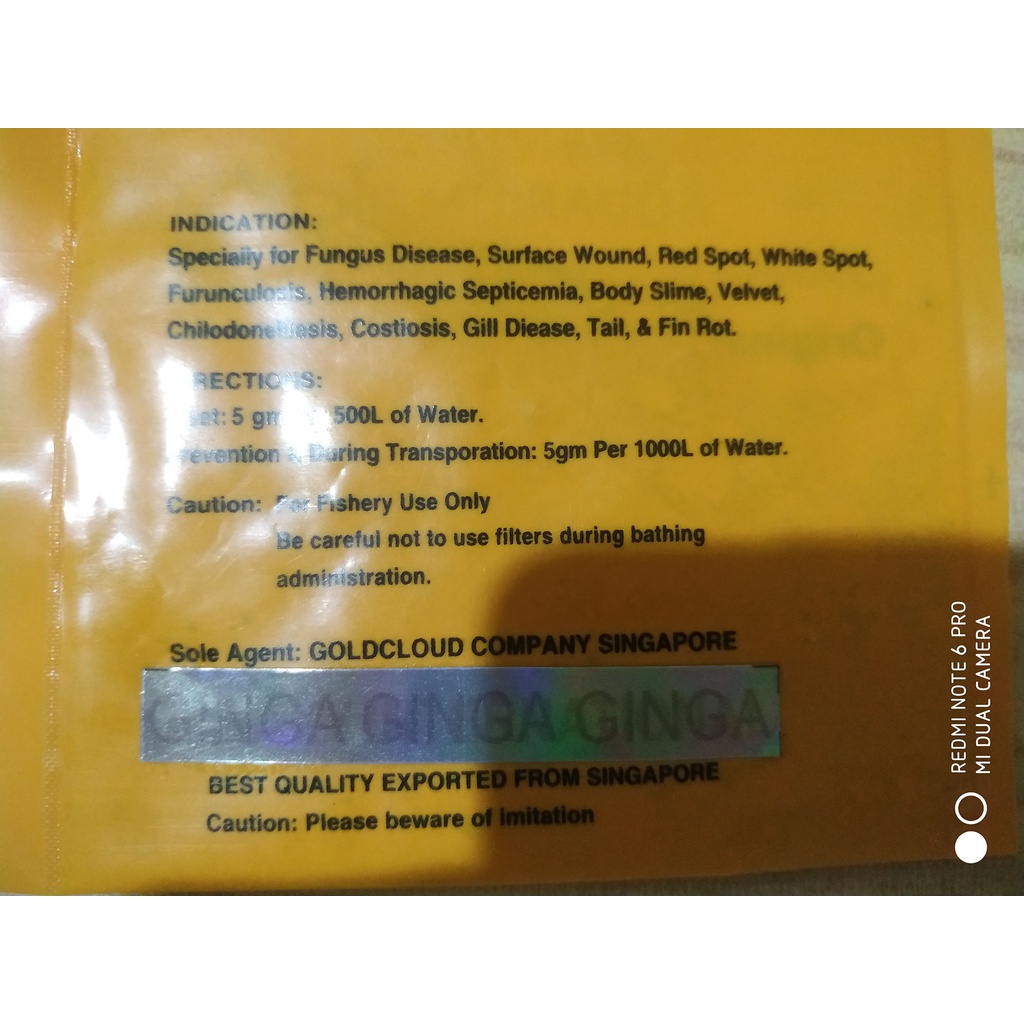 INDICATION:
Specially for Fungus Disease, Surface Wound, Red Spot, White Spot,
Furunculosis, Hemorrhagic Septicemia, Body Slime, Velvet,
Costiosis, Gill Diease, Tail, & Fin Rot.
5 gm 500L of Water.
During Transporation: 5gm Per 1000L of Water.
Caution: For Fishery Use Only
Be careful not to use filters during bathing
administration.
Sole Agent: GOLDCLOUD COMPANY SINGAPORE
GINGA GINGA GINGA
BEST QUALITY EXPORTED FROM SINGAPORE
Caution: Please beware of imitation
REDMI NOTE 6 PRO
MI DUAL CAMERA